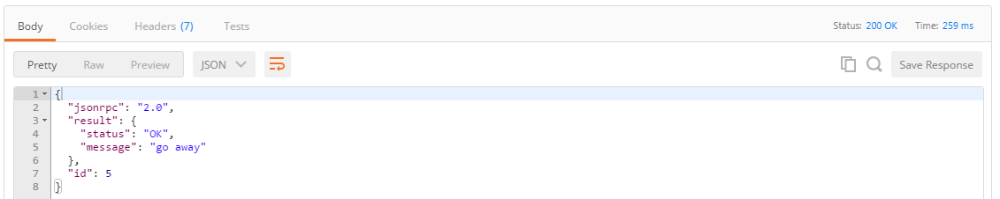 Body Cookies Headers (7) Tests Status: 200 OK Time: 259 ms
Pretty Raw Preview JSON Save Response
1 {
2 "jsonrpc": "2.0",
3 "result": {
4 "status": "OK",
5 "message": "go away"
6 },
7 "id": 5
8 }